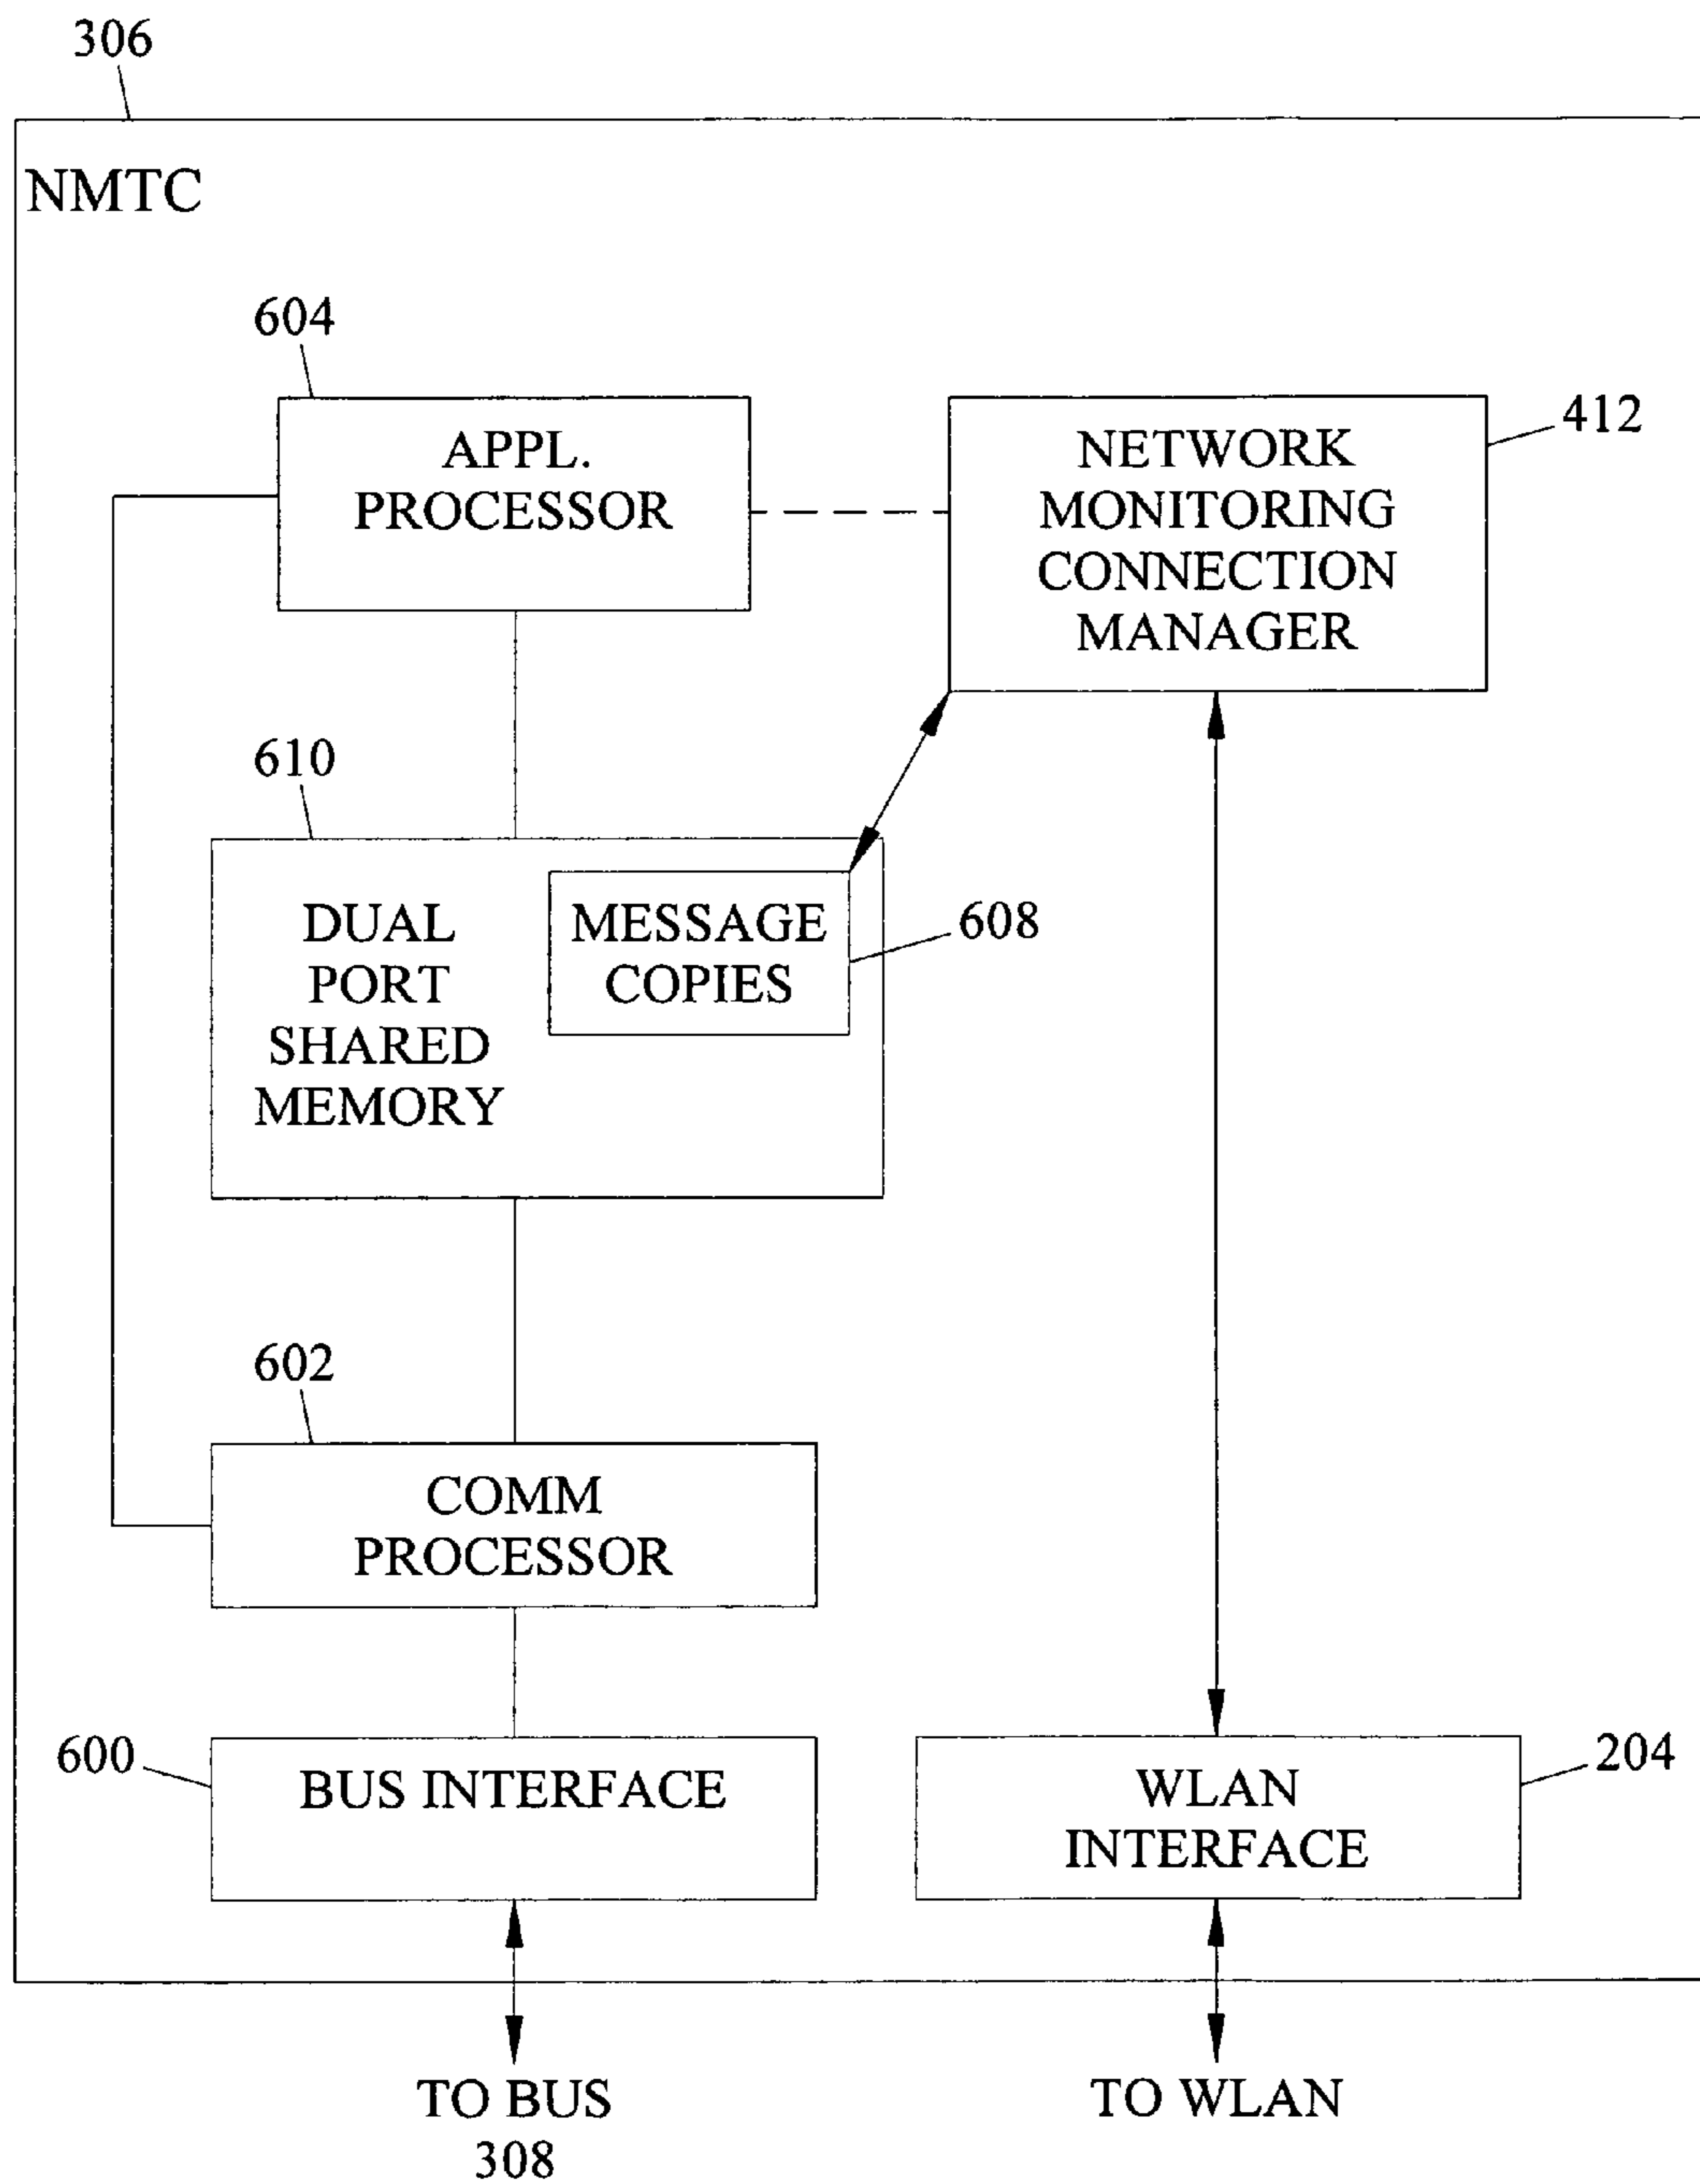 306
NMTC
604
APPL.
PROCESSOR
NETWORK
MONITORING
CONNECTION
MANAGER
412
610
DUAL
PORT
SHARED
MEMORY
MESSAGE
COPIES
608
602
COMM
PROCESSOR
600
BUS INTERFACE
WLAN
INTERFACE
204
TO BUS
308
TO WLAN